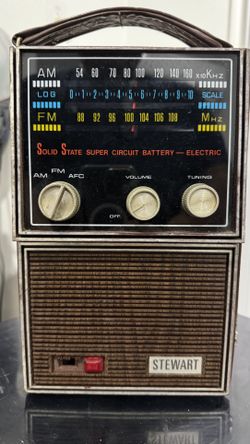 AM 54 60 70 80 100 120 160 x10KHz
LOG 0 1 2 3 4 5 6 7 8 9 10 SCALE
FM 88 92 96 100 104 108 MHz
SOLID STATE SUPER CIRCUIT BATTERY — ELECTRIC
AM FM AFC VOLUME TUNING
OFF
STEWART